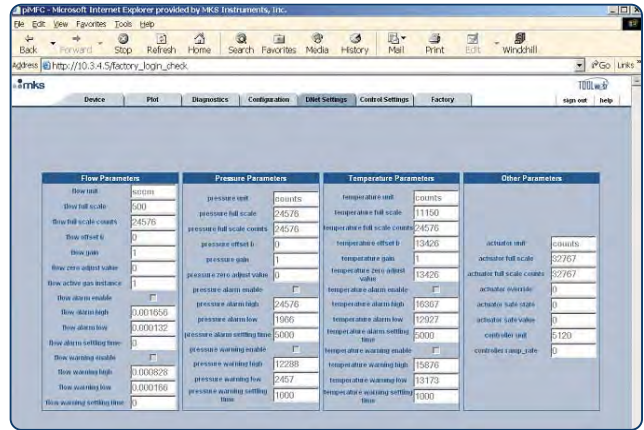 piMFC - Microsoft Internet Explorer provided by MKS Instruments, Inc.
File Edit View Favorites Tools Help
Back Forward Stop Refresh Home Search Favorites Media History Mail Print Edit Windchill
Address http://10.3.4.5/factory_login_check Go Links
mks TOOLweb
Device Plot Diagnostics Configuration DNet Settings Control Settings Factory sign out help
Flow Parameters
flow unit sccm
flow full scale 500
flow full scale counts 24576
flow offset b 0
flow gain 1
flow zero adjust value 0
flow active gas instance 1
flow alarm enable
flow alarm high 0.001656
flow alarm low 0.000132
flow alarm settling time 0
flow warning enable
flow warning high 0.000828
flow warning low 0.000166
flow warning settling time 0
Pressure Parameters
pressure unit counts
pressure full scale 24576
pressure full scale counts 24576
pressure offset b 0
pressure gain 1
pressure zero adjust value 0
pressure alarm enable
pressure alarm high 24576
pressure alarm low 1966
pressure alarm settling time 5000
pressure warning enable
pressure warning high 12288
pressure warning low 2457
pressure warning settling
time 1000
Temperature Parameters
temperature unit counts
temperature full scale 11150
temperature full scale counts 24576
temperature offset b 13426
temperature gain 1
temperature zero adjust
value 13426
temperature alarm enable
temperature alarm high 16367
temperature alarm low 12927
temperature alarm settling
time 5000
temperature warning enable
temperature warning high 15876
temperature warning low 13173
temperature warning settling
time 1000
Other Parameters
actuator unit counts
actuator full scale 32767
actuator full scale counts 32767
actuator override 0
actuator safe state 0
actuator safe value 0
controller unit 5120
controller ramp_rate 0